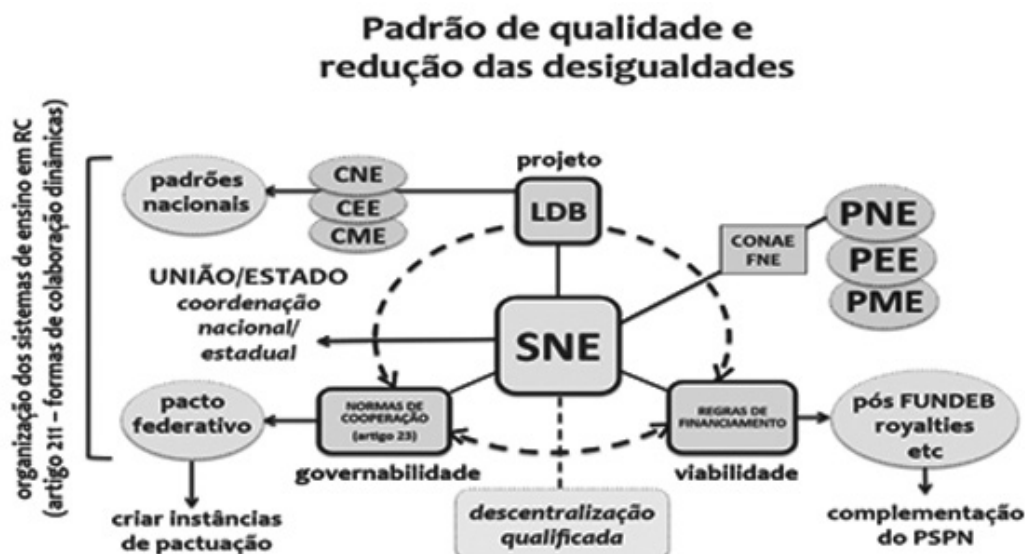 Padrão de qualidade e
redução das desigualdades
organização dos sistemas de ensino em RC
(artigo 211 – formas de colaboração dinâmicas)
padrões
nacionais
CNE
CEE
CME
projeto
LDB
CONAE
FNE
PNE
PEE
PME
UNIÃO/ESTADO
coordenação
nacional/
estadual
SNE
pacto
federativo
NORMAS DE
COOPERAÇÃO
(artigo 23)
governabilidade
REGRAS DE
FINANCIAMENTO
viabilidade
pós FUNDEB
royalties
etc
criar instâncias
de pactuação
descentralização
qualificada
complementação
do PSPN